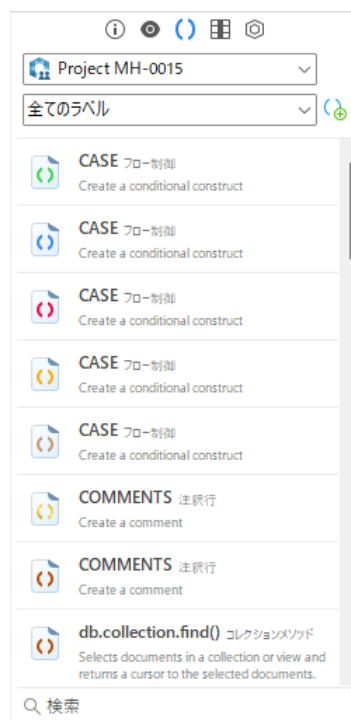 Project MH-0015
全てのラベル
CASE フロー制御
Create a conditional construct
CASE フロー制御
Create a conditional construct
CASE フロー制御
Create a conditional construct
CASE フロー制御
Create a conditional construct
CASE フロー制御
Create a conditional construct
COMMENTS 注釈行
Create a comment
COMMENTS 注釈行
Create a comment
db.collection.find() コレクションメソッド
Selects documents in a collection or view and
returns a cursor to the selected documents.
検索